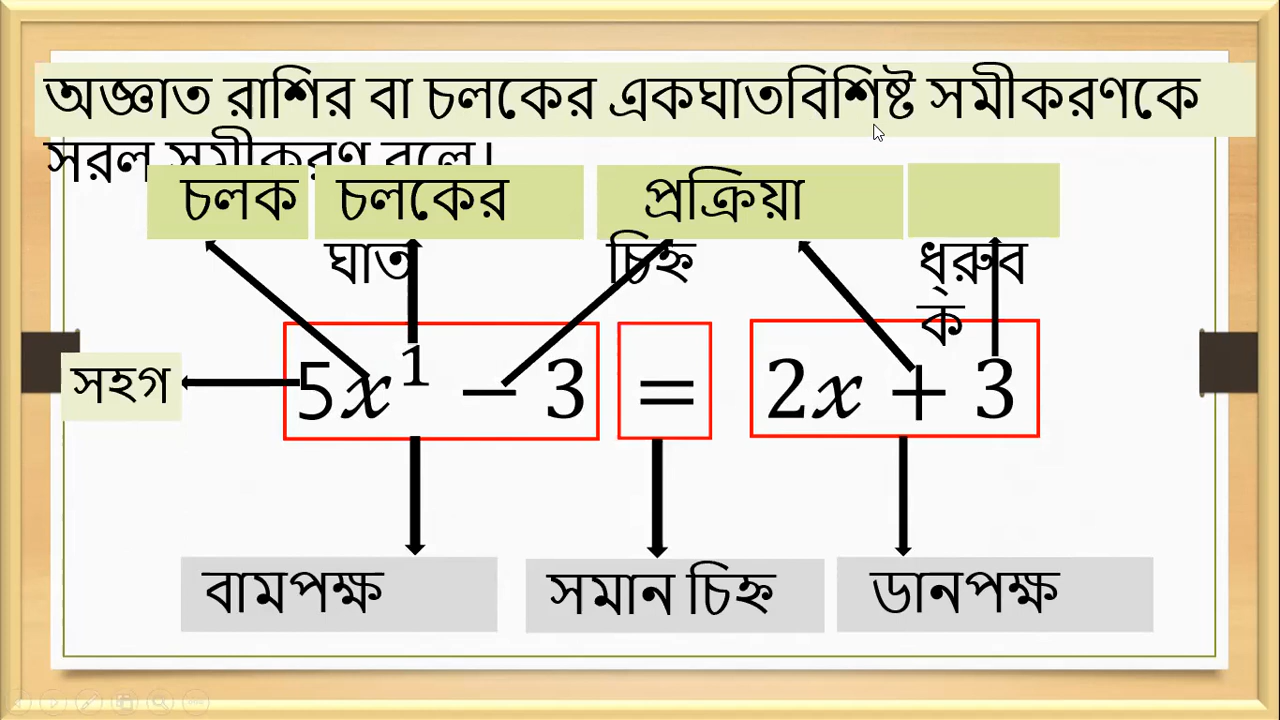 অজ্ঞাত রাশির বা চলকের একঘাতবিশিষ্ট সমীকরণকে
সরল সমীকরণ বলে।
চলক
চলকের
ঘাত
প্রক্রিয়া
চিহ্ন
ধ্রুব
ক
সহগ
5x¹ − 3 = 2x + 3
বামপক্ষ
সমান চিহ্ন
ডানপক্ষ